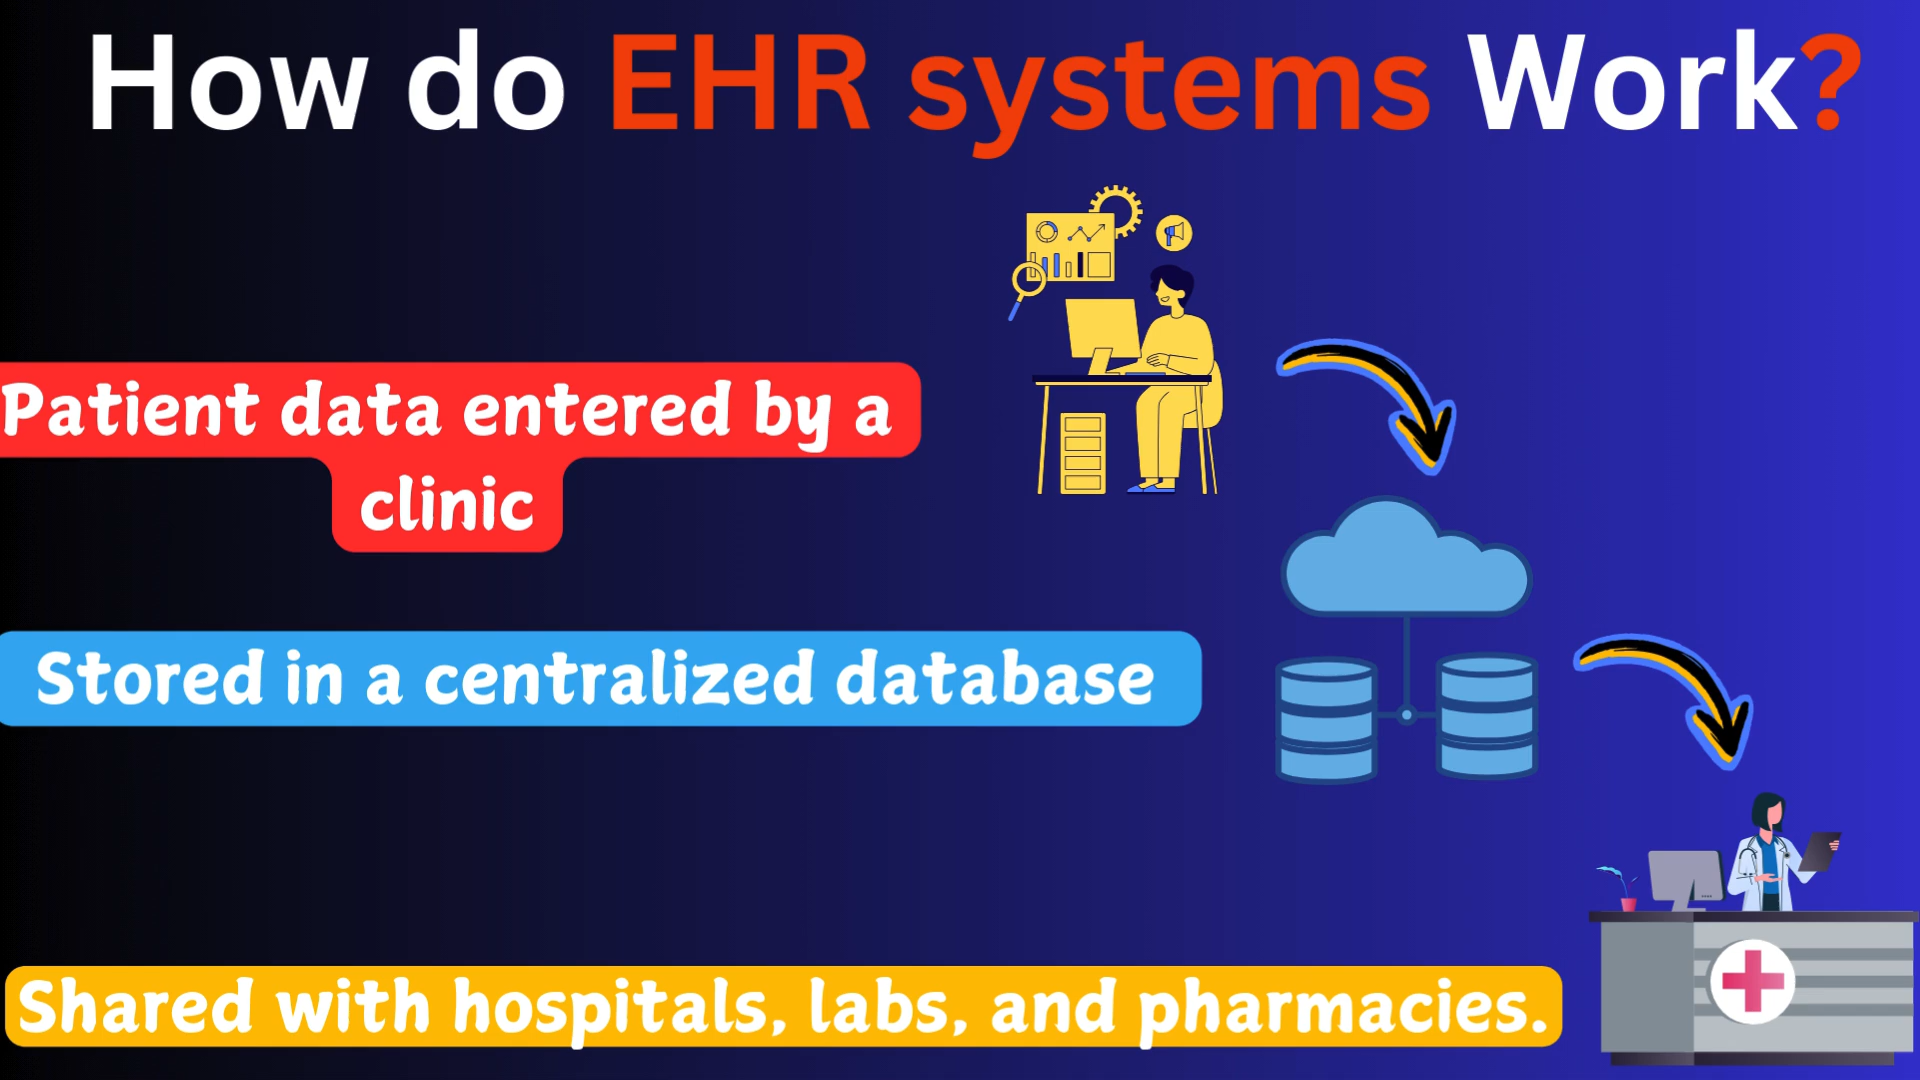 How do EHR systems Work?
Patient data entered by a
clinic
Stored in a centralized database
Shared with hospitals, labs, and pharmacies.